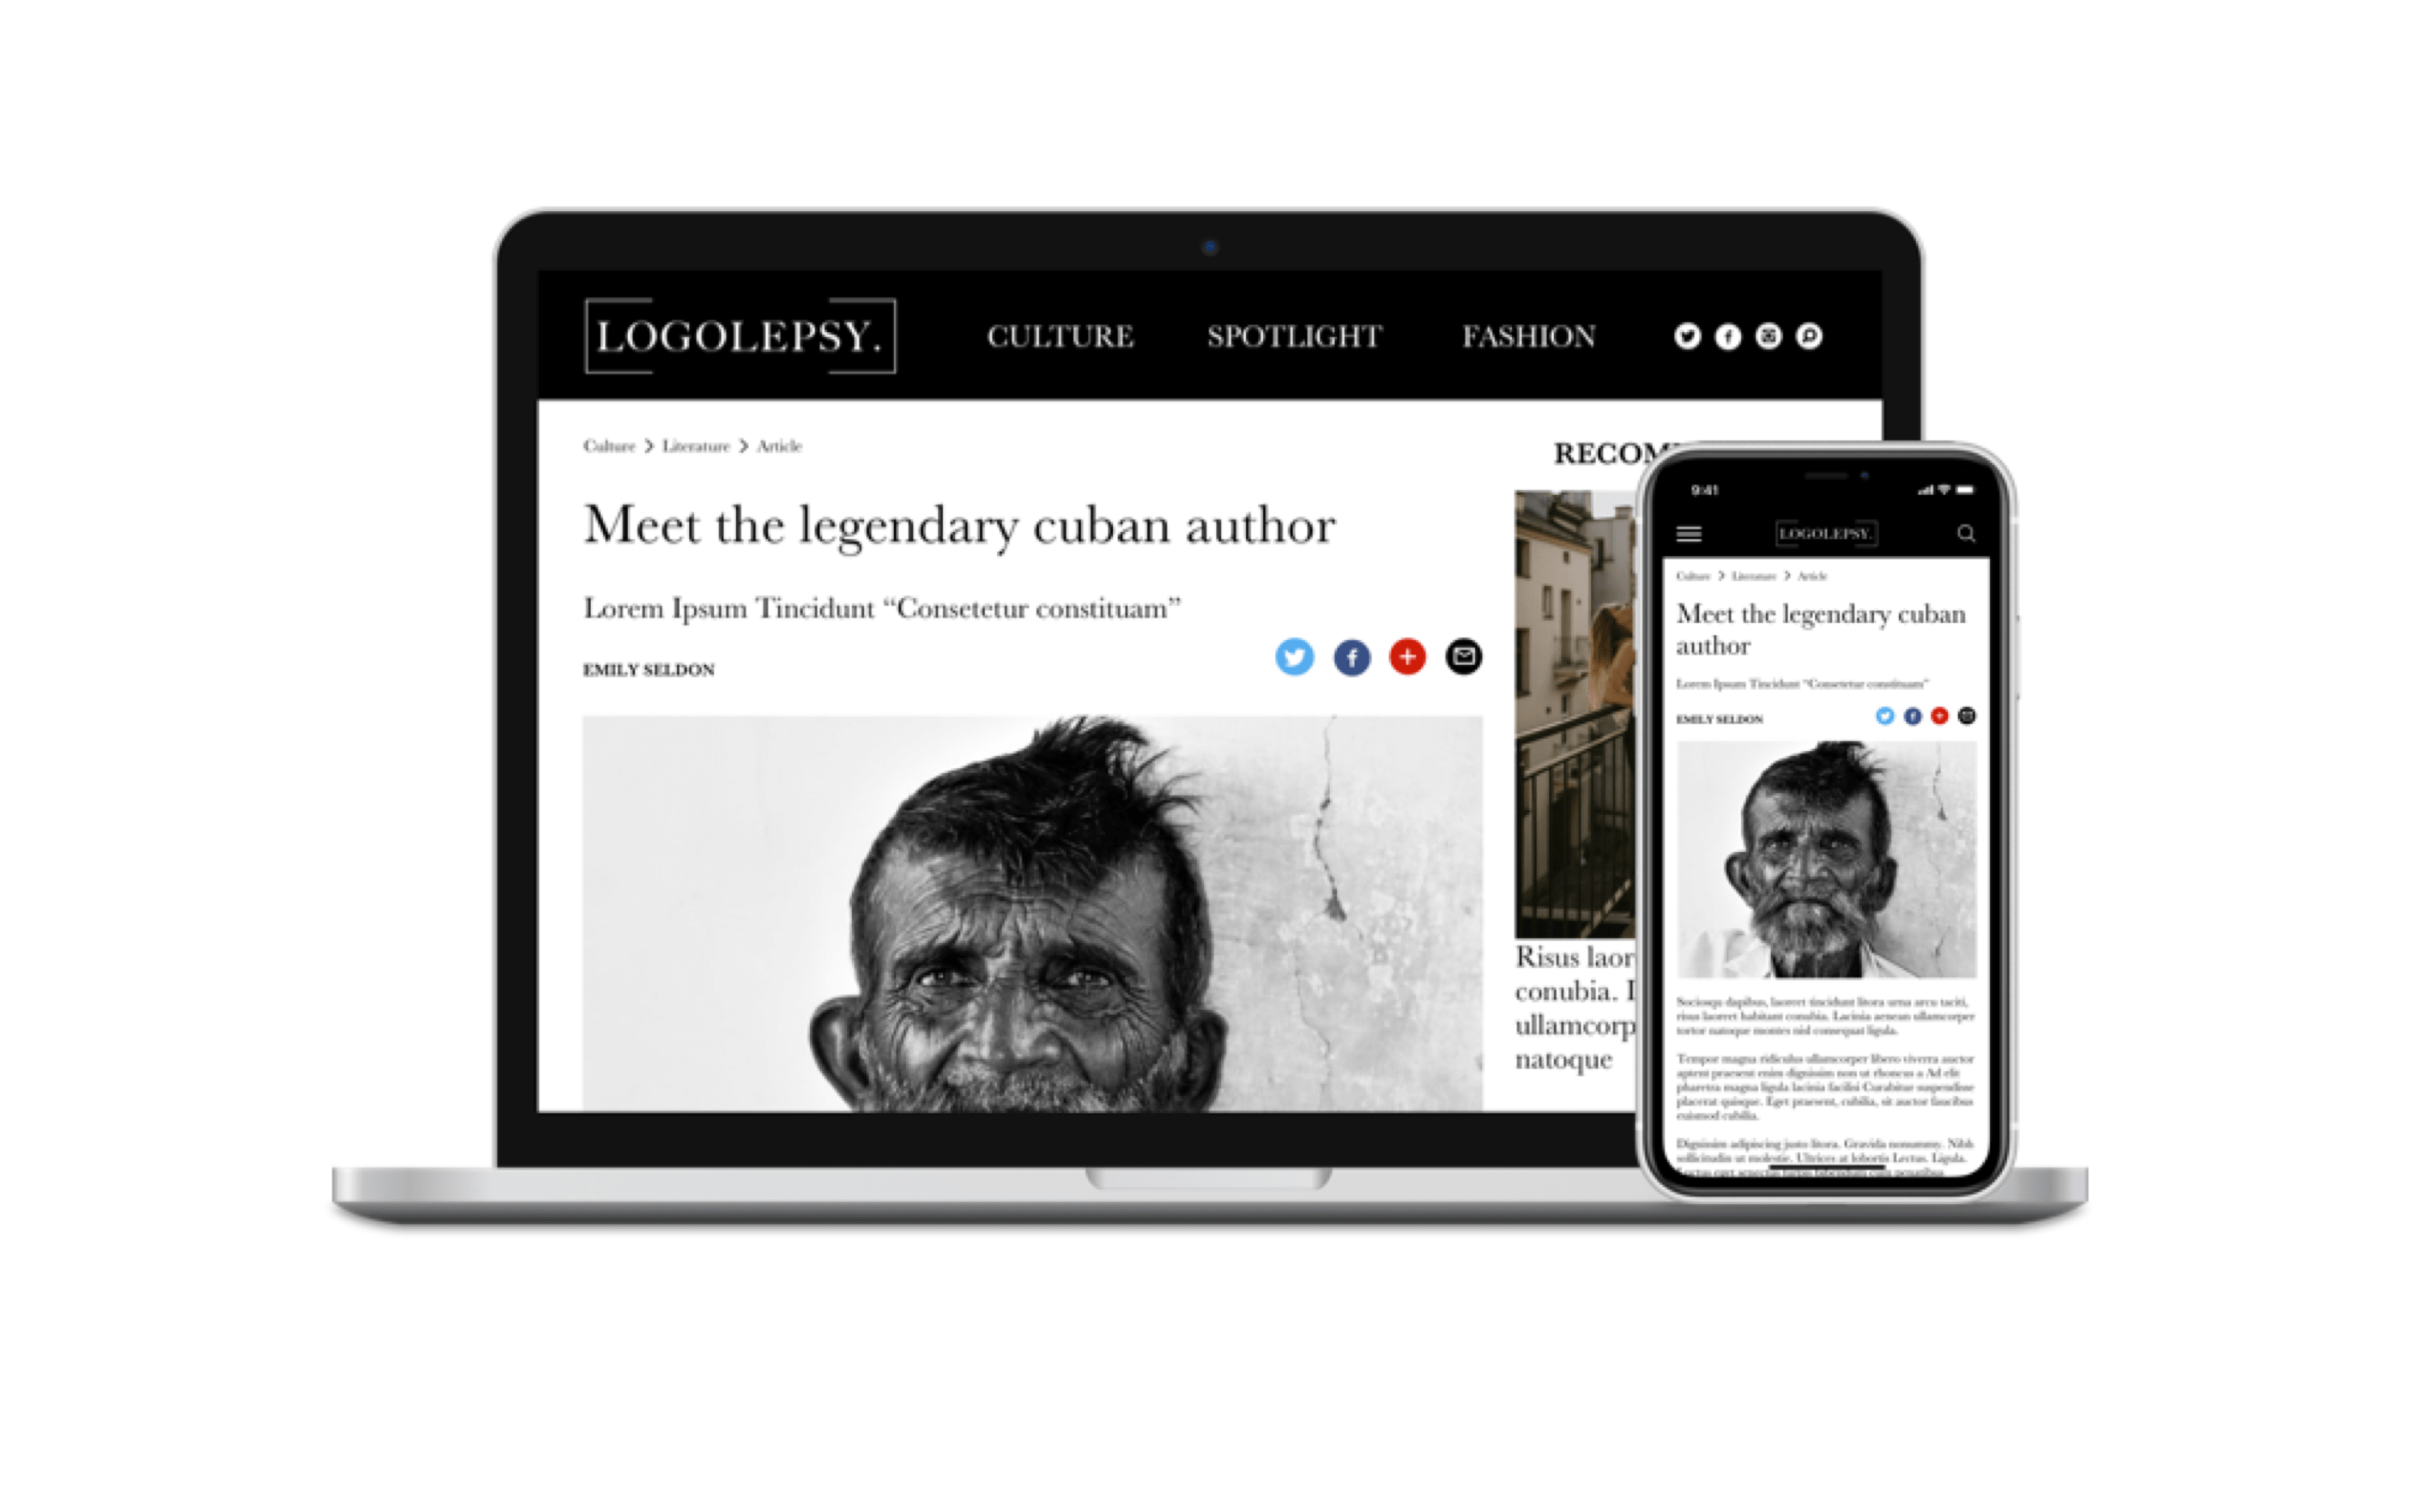 LOGOLEPSY.
CULTURE
SPOTLIGHT
FASHION
Culture > Literature > Article
Meet the legendary cuban author
Lorem Ipsum Tincidunt “Consetetur constituam”
EMILY SELDON
RECOM
Risus laor
conubia. I
ullamcorp
natoque
9:41
LOGOLEPSY.
Culture > Literature > Article
Meet the legendary cuban
author
Lorem Ipsum Tincidunt “Consetetur constituam”
EMILY SELDON
Sociosqu dapibus, laoreet tincidunt litora urna arcu taciti,
risus laoreet habitant conubia. Lacinia aenean ullamcorper
tortor natoque montes nisl consequat ligula.
Tempor magna ridiculus ullamcorper libero viverra auctor
aptent praesent enim dignissim non ut rhoncus a Ad elit
pharetra magna ligula lacinia facilisi Curabitur suspendisse
placerat quisque. Eget praesent, cubilia, sit auctor faucibus
euismod cubilia.
Dignissim adipiscing justo litora. Gravida nonummy. Nibh
sollicitudin ut molestie. Ultrices at lobortis Lectus. Ligula.
eget senectus